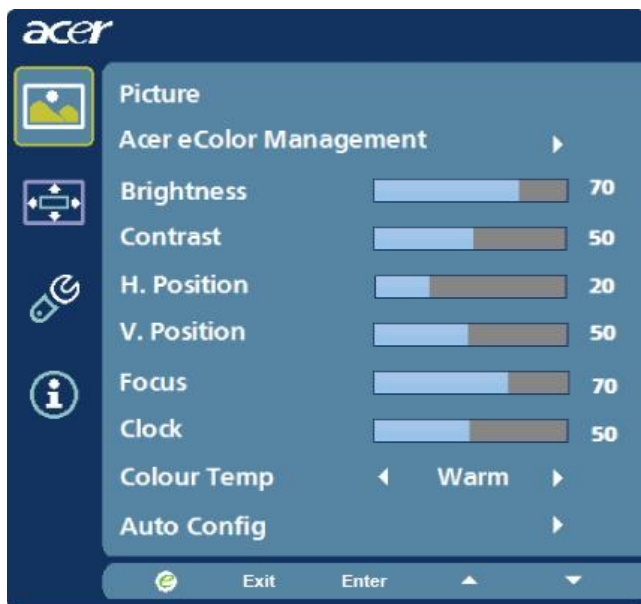 acer
Picture
Acer eColor Management
Brightness 70
Contrast 50
H. Position 20
V. Position 50
Focus 70
Clock 50
Colour Temp Warm
Auto Config
e Exit Enter